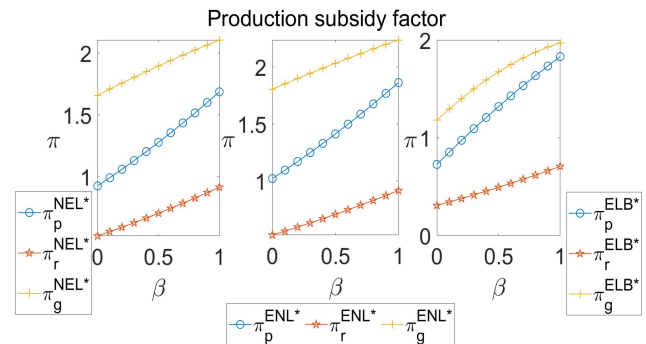 Production subsidy factor
2
1.5
1
π
0 0.5 1
β
2
1.5
1
π
0 0.5 1
β
2
1
0
π
0 0.5 1
β
π_p^NEL*
π_r^NEL*
π_g^NEL*
π_p^ENL* π_r^ENL* π_g^ENL*
π_p^ELB*
π_r^ELB*
π_g^ELB*